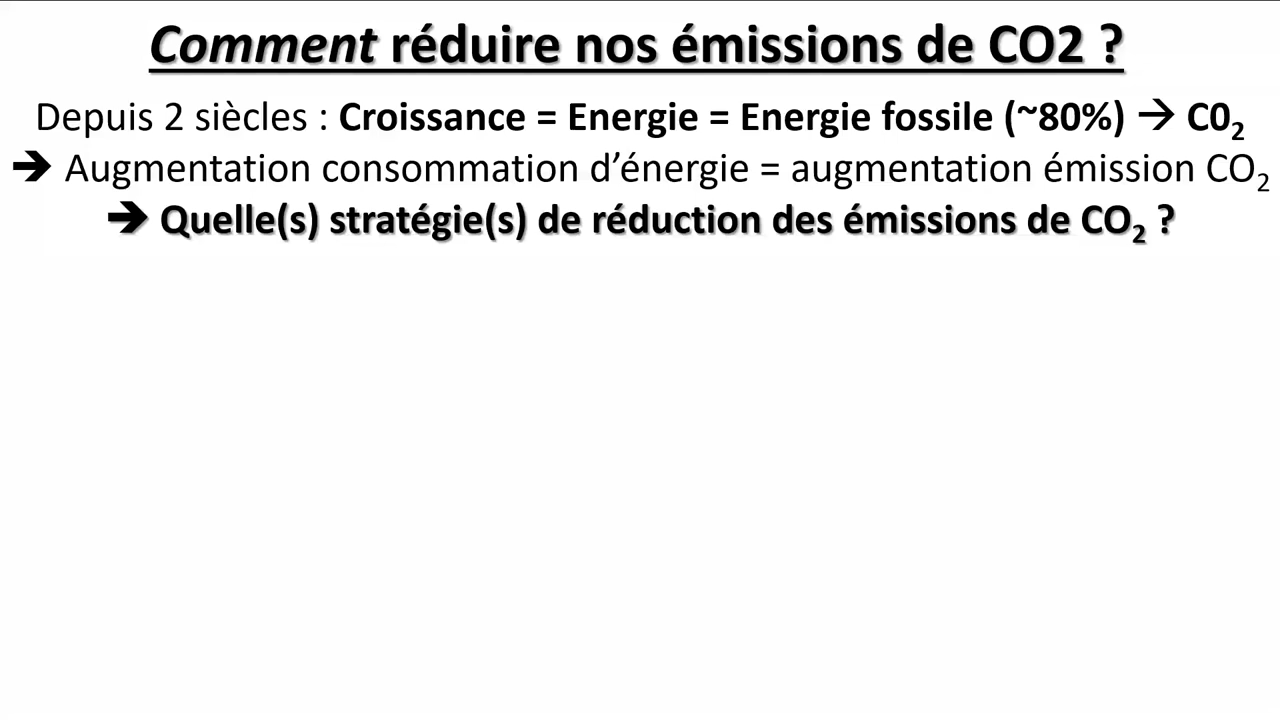 Comment réduire nos émissions de CO2 ?
Depuis 2 siècles : Croissance = Energie = Energie fossile (~80%) → C0₂
➔ Augmentation consommation d’énergie = augmentation émission CO₂
➔ Quelle(s) stratégie(s) de réduction des émissions de CO₂ ?